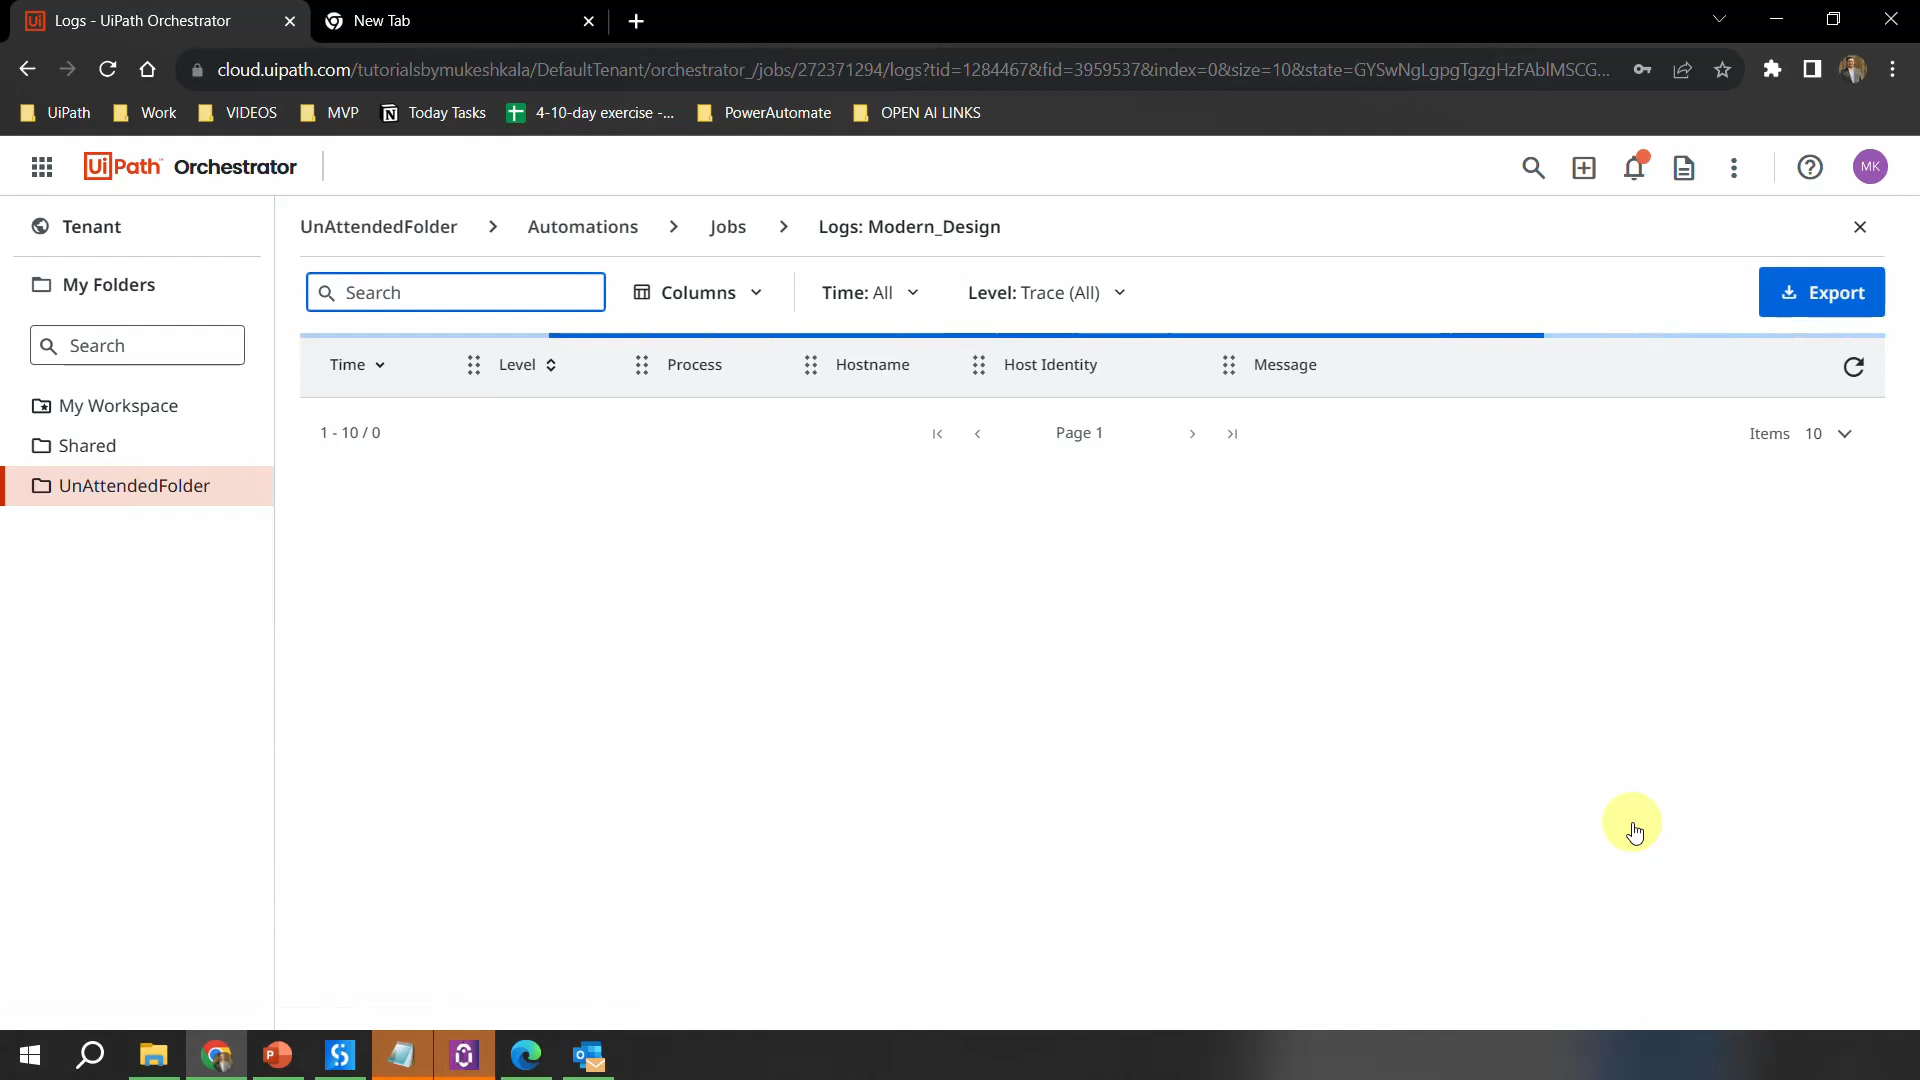 Logs - UiPath Orchestrator
New Tab
cloud.uipath.com/tutorialsbymukeshkala/DefaultTenant/orchestrator_/jobs/272371294/logs?tid=1284467&fid=3959537&index=0&size=10&state=GYSwNgLgpgTgzgHzFAblMSCG...
UiPath
Work
VIDEOS
MVP
Today Tasks
4-10-day exercise -...
PowerAutomate
OPEN AI LINKS
UiPath Orchestrator
MK
Tenant
My Folders
Search
My Workspace
Shared
UnAttendedFolder
UnAttendedFolder > Automations > Jobs > Logs: Modern_Design
Search
Columns
Time: All
Level: Trace (All)
Export
Time Level Process Hostname Host Identity Message
1 - 10 / 0
Page 1
Items 10